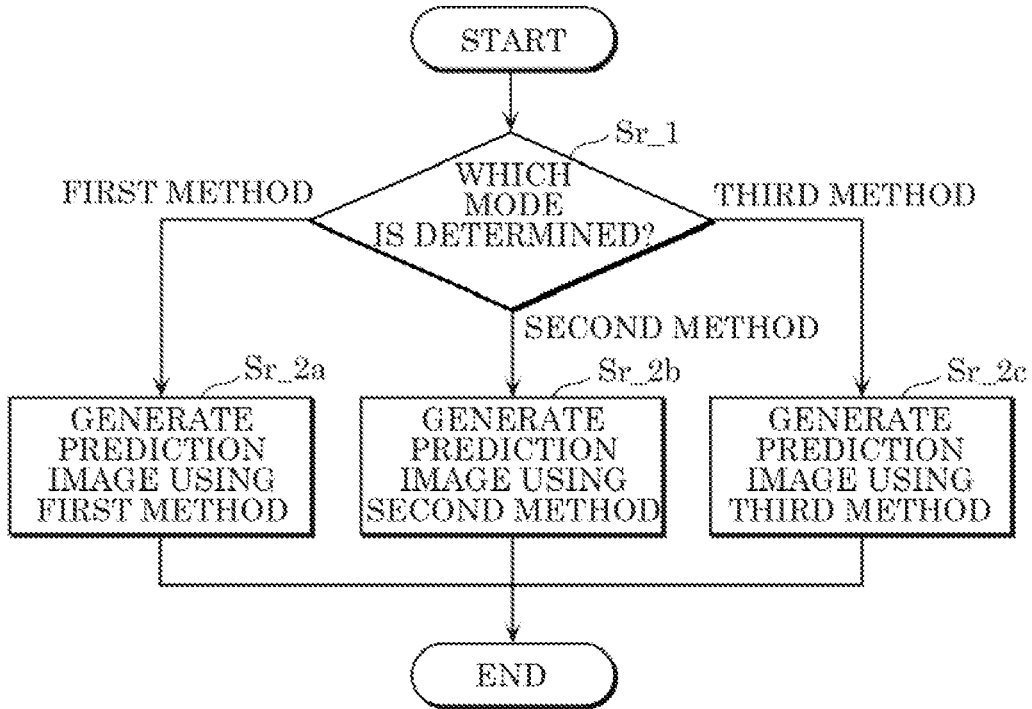 START
Sr_1
WHICH
MODE
IS DETERMINED?
FIRST METHOD
THIRD METHOD
SECOND METHOD
Sr_2a
GENERATE
PREDICTION
IMAGE USING
FIRST METHOD
Sr_2b
GENERATE
PREDICTION
IMAGE USING
SECOND METHOD
Sr_2c
GENERATE
PREDICTION
IMAGE USING
THIRD METHOD
END